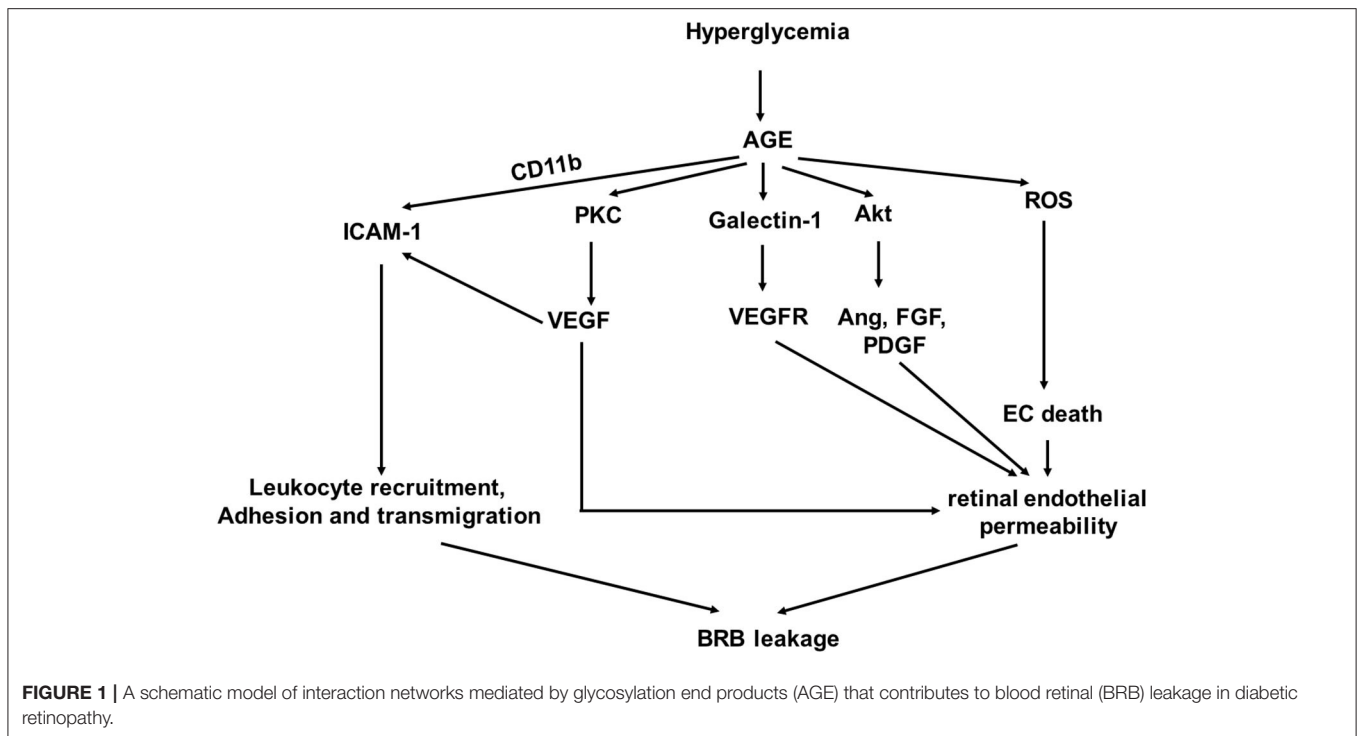 Hyperglycemia
AGE
CD11b
ICAM-1
PKC
Galectin-1
Akt
ROS
VEGF
VEGFR
Ang, FGF,
PDGF
EC death
Leukocyte recruitment,
Adhesion and transmigration
retinal endothelial
permeability
BRB leakage
FIGURE 1 | A schematic model of interaction networks mediated by glycosylation end products (AGE) that contributes to blood retinal (BRB) leakage in diabetic
retinopathy.